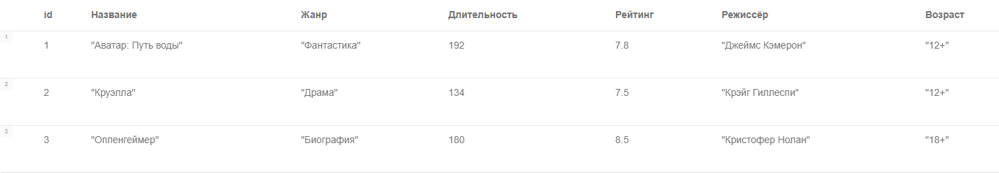 id Название Жанр Длительность Рейтинг Режиссёр Возраст
1
1 "Аватар: Путь воды" "Фантастика" 192 7.8 "Джеймс Кэмерон" "12+"
2
2 "Круэлла" "Драма" 134 7.5 "Крэйг Гиллеспи" "12+"
3
3 "Оппенгеймер" "Биография" 180 8.5 "Кристофер Нолан" "18+"